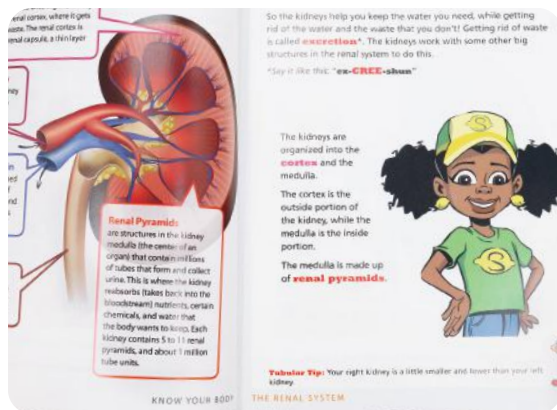 renal cortex, where it gets
waste. The renal cortex is
renal capsule, a thin layer
Renal Pyramids
are structures in the kidney
medulla (the center of an
organ) that contain millions
of tubes that form and collect
urine. This is where the kidney
reabsorbs (takes back into the
bloodstream) nutrients, certain
chemicals, and water that
the body wants to keep. Each
kidney contains 5 to 11 renal
pyramids, and about 1 million
tube units.
KNOW YOUR BODY
So the kidneys help you keep the water you need, while getting
rid of the water and the waste that you don't! Getting rid of waste
is called excretion*. The kidneys work with some other big
structures in the renal system to do this.
*Say it like this: "ex-CREE-shun"
The kidneys are
organized into the
cortex and the
medulla.
The cortex is the
outside portion of
the kidney, while the
medulla is the inside
portion.
The medulla is made up
of renal pyramids.
S
S
Tubular Tip: Your right kidney is a little smaller and lower than your left
kidney.
THE RENAL SYSTEM